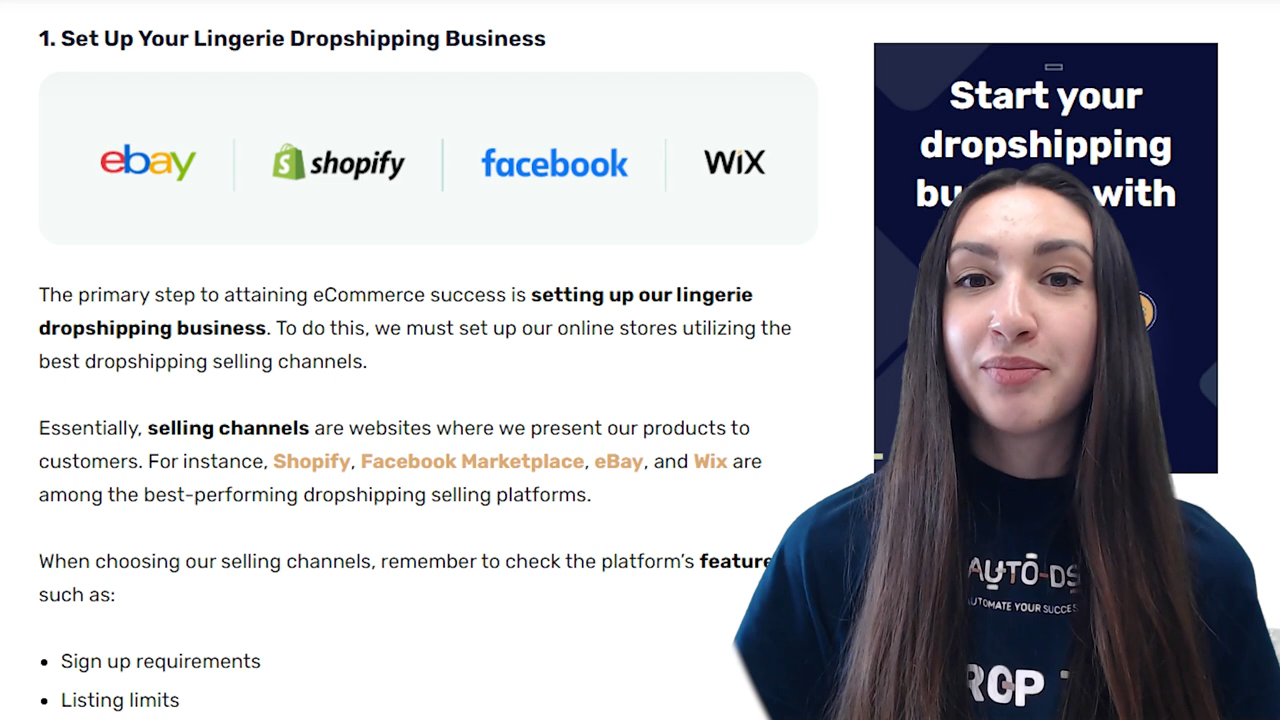 1. Set Up Your Lingerie Dropshipping Business
ebay
shopify
facebook
WiX
The primary step to attaining eCommerce success is setting up our lingerie
dropshipping business. To do this, we must set up our online stores utilizing the
best dropshipping selling channels.
Essentially, selling channels are websites where we present our products to
customers. For instance, Shopify, Facebook Marketplace, eBay, and Wix are
among the best-performing dropshipping selling platforms.
When choosing our selling channels, remember to check the platform’s feature
such as:
• Sign up requirements
• Listing limits
Start your
dropshipping
with
AUTO-DS
AUTOMATE YOUR SUCCES